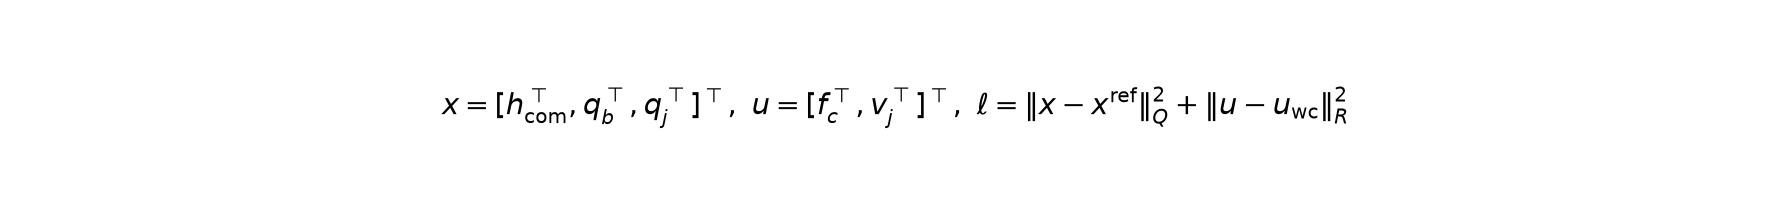 x = [h_com^⊤, q_b^⊤, q_j^⊤]^⊤, u = [f_c^⊤, v_j^⊤]^⊤, ℓ = ‖x − x^ref‖_Q^2 + ‖u − u_wc‖_R^2